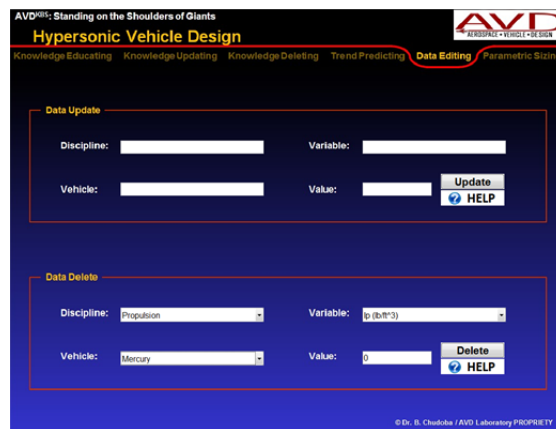 AVDKBS: Standing on the Shoulders of Giants
Hypersonic Vehicle Design
AVD
AEROSPACE • VEHICLE • DESIGN
Knowledge Educating Knowledge Updating Knowledge Deleting Trend Predicting Data Editing Parametric Sizin
Data Update
Discipline: Variable:
Vehicle: Value: Update
HELP
Data Delete
Discipline: Propulsion Variable: Ip (lb/ft^3)
Vehicle: Mercury Value: 0 Delete
HELP
© Dr. B. Chudoba / AVD Laboratory PROPRIETY